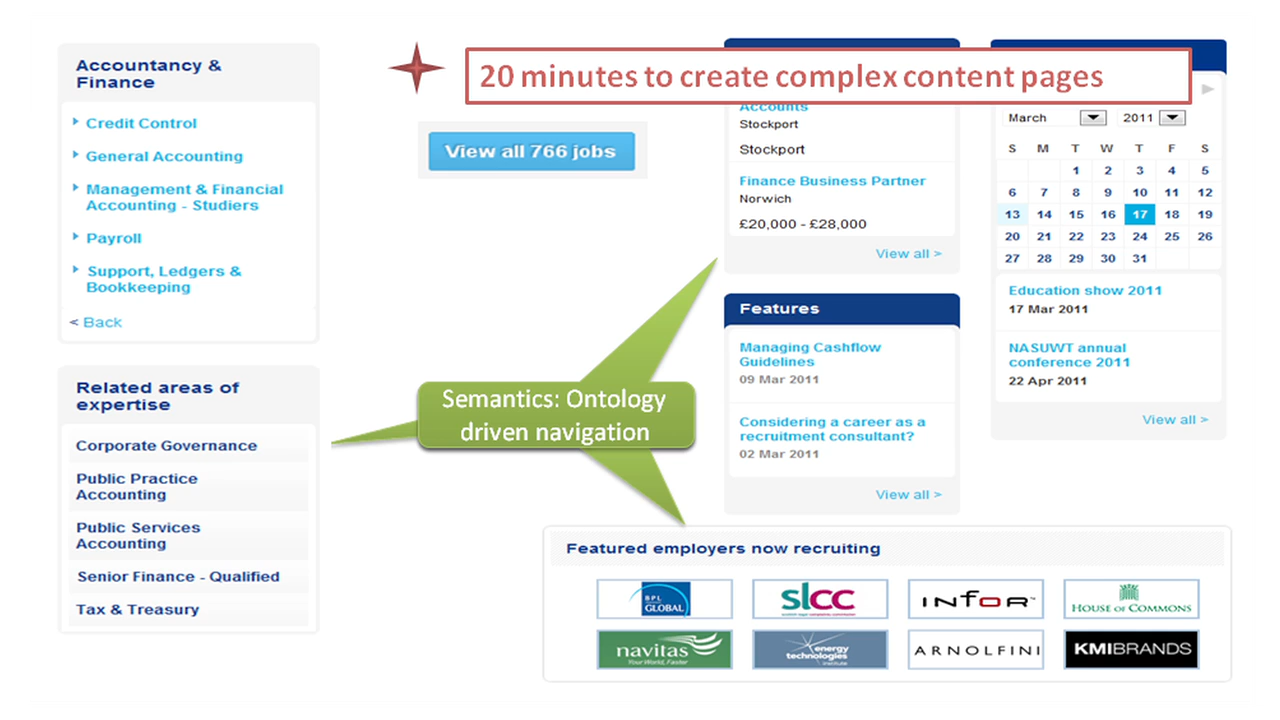 Accountancy &
Finance
Credit Control
General Accounting
Management & Financial
Accounting - Studiers
Payroll
Support, Ledgers &
Bookkeeping
< Back
Related areas of
expertise
Corporate Governance
Public Practice
Accounting
Public Services
Accounting
Senior Finance - Qualified
Tax & Treasury
20 minutes to create complex content pages
View all 766 jobs
Semantics: Ontology
driven navigation
Accounts
Stockport
Stockport
Finance Business Partner
Norwich
£20,000 - £28,000
View all >
Features
Managing Cashflow
Guidelines
09 Mar 2011
Considering a career as a
recruitment consultant?
02 Mar 2011
View all >
March 2011
S M T W T F S
1 2 3 4 5
6 7 8 9 10 11 12
13 14 15 16 17 18 19
20 21 22 23 24 25 26
27 28 29 30 31
Education show 2011
17 Mar 2011
NASUWT annual
conference 2011
22 Apr 2011
View all >
Featured employers now recruiting
BPL
GLOBAL
slcc
INFOR
HOUSE OF COMMONS
navitas
Your World, Faster
energy
technologies
institute
ARNOLFINI
KMIBRANDS